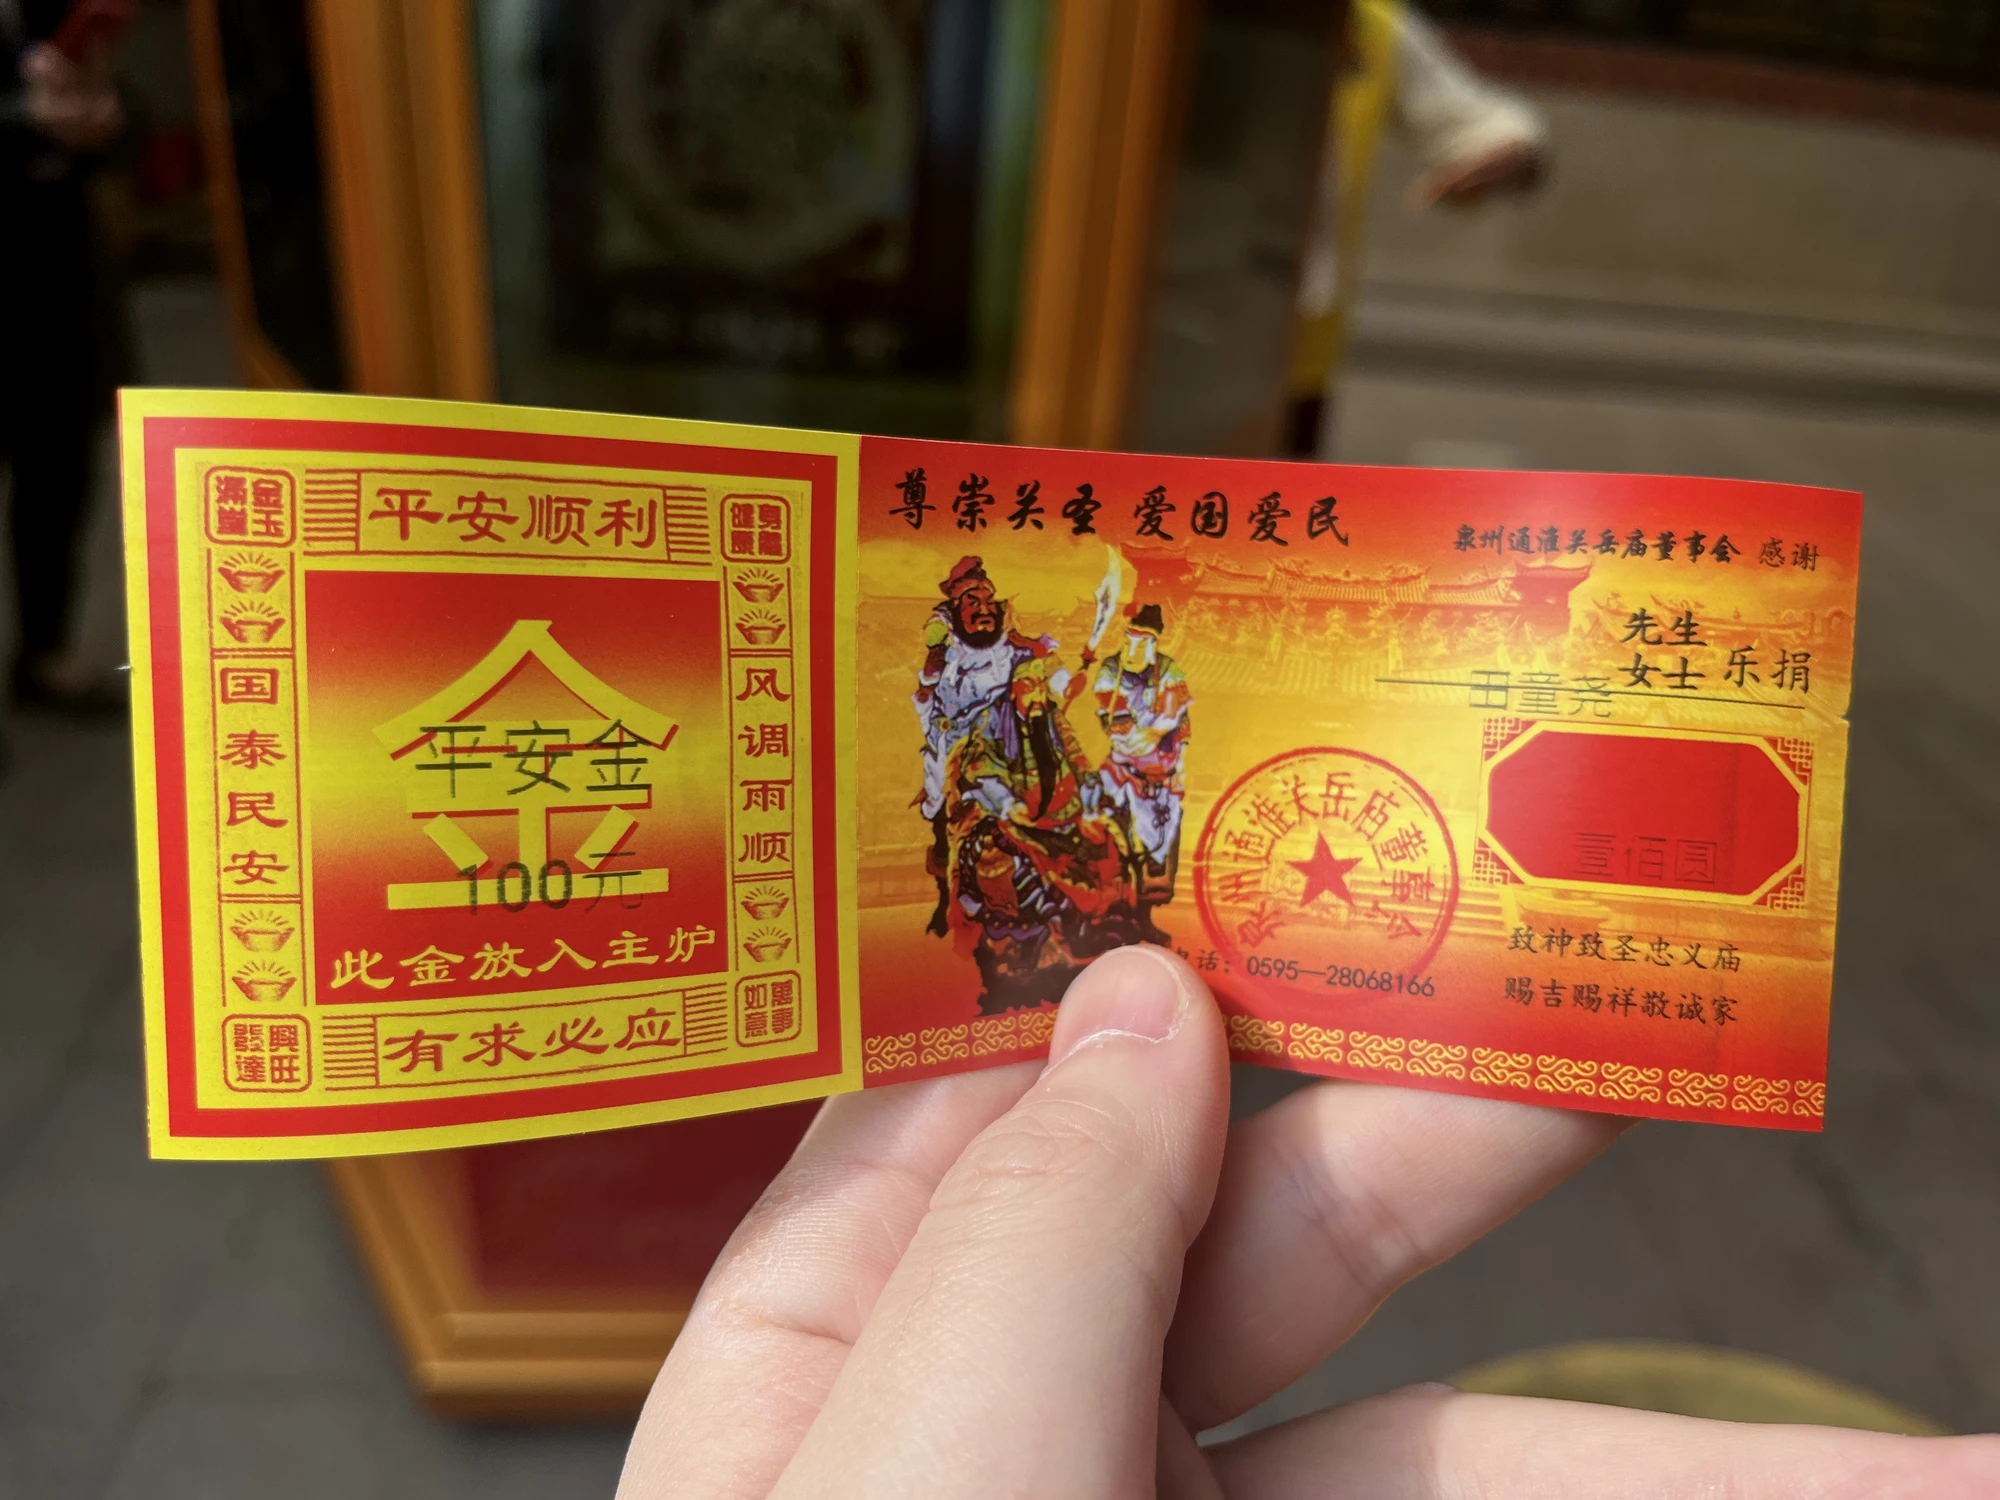 平安顺利
金玉
满堂
身体
健康
国泰民安
风调雨顺
金
平安金
100元
此金放入主炉
有求必应
興旺
發達
萬事
如意
尊崇关圣 爱国爱民
泉州通淮关岳庙董事会 感谢
先生
田童尧 女士 乐捐
壹佰圆
泉州通淮关岳庙董事会
电话：0595—28068166
致神致圣忠义庙
赐吉赐祥敬诚家